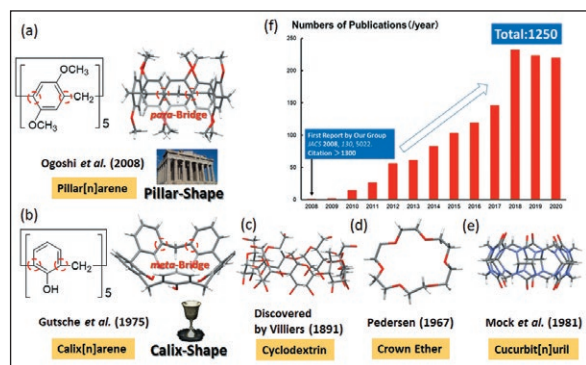 (a)
OCH₃
CH₂
OCH₃
5
para-Bridge
Ogoshi et al. (2008)
Pillar[n]arene
Pillar-Shape
(b)
CH₂
OH
5
meta-Bridge
Gutsche et al. (1975)
Calix[n]arene
Calix-Shape
(c)
Discovered
by Villiers (1891)
Cyclodextrin
(d)
Pedersen (1967)
Crown Ether
(e)
Mock et al. (1981)
Cucurbit[n]uril
(f)
Numbers of Publications(/year)
Total:1250
250
200
150
100
50
0
First Report by Our Group
JACS 2008, 130, 5022.
Citation > 1300
2008 2009 2010 2011 2012 2013 2014 2015 2016 2017 2018 2019 2020